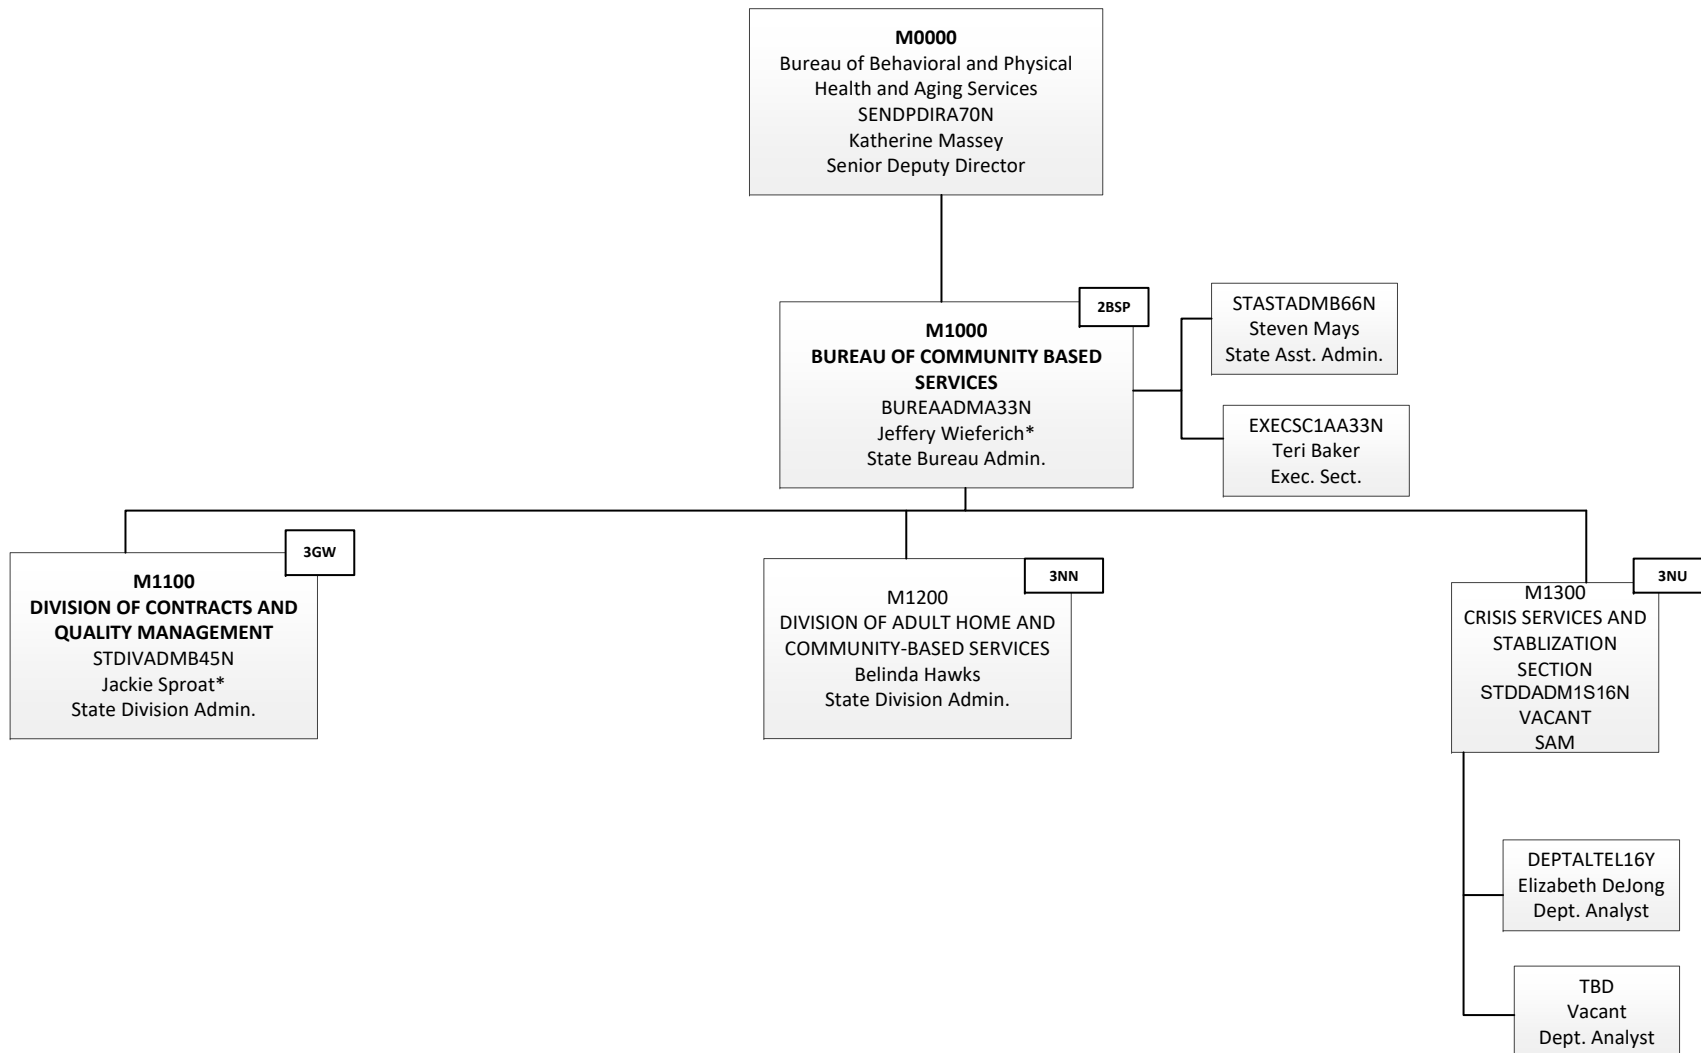 M0000
Bureau of Behavioral and Physical
Health and Aging Services
SENDPDIRA70N
Katherine Massey
Senior Deputy Director
2BSP
M1000
BUREAU OF COMMUNITY BASED
SERVICES
BUREAADMA33N
Jeffery Wieferich*
State Bureau Admin.
STASTADMB66N
Steven Mays
State Asst. Admin.
EXECSC1AA33N
Teri Baker
Exec. Sect.
3GW
M1100
DIVISION OF CONTRACTS AND
QUALITY MANAGEMENT
STDIVADMB45N
Jackie Sproat*
State Division Admin.
3NN
M1200
DIVISION OF ADULT HOME AND
COMMUNITY-BASED SERVICES
Belinda Hawks
State Division Admin.
3NU
M1300
CRISIS SERVICES AND
STABLIZATION
SECTION
STDDADM1S16N
VACANT
SAM
DEPTALTEL16Y
Elizabeth DeJong
Dept. Analyst
TBD
Vacant
Dept. Analyst